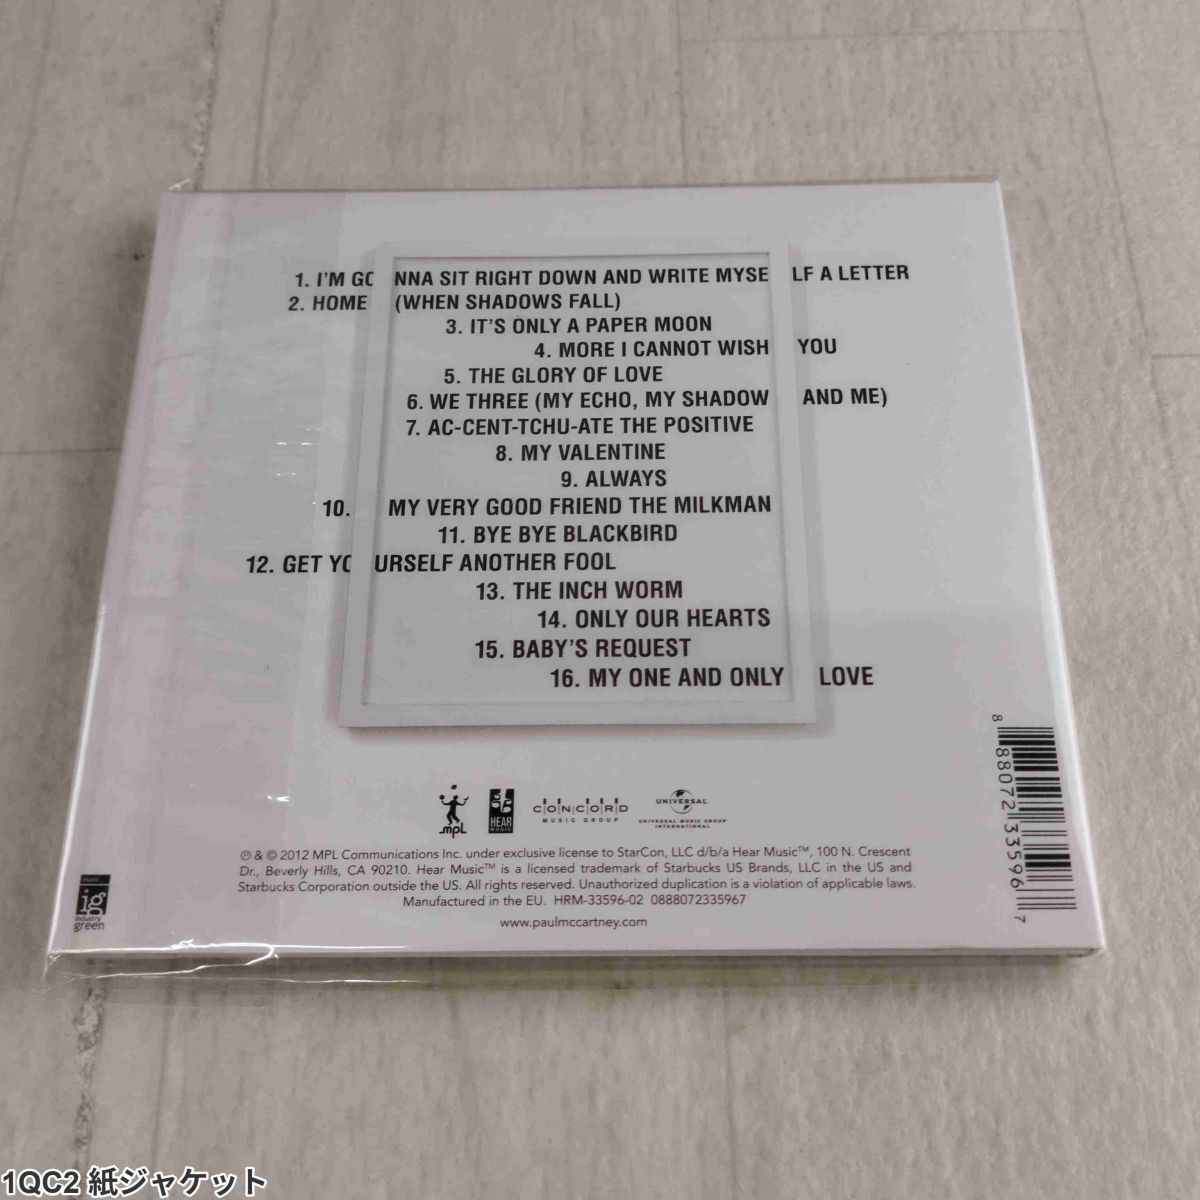 1. I'M GONNA SIT RIGHT DOWN AND WRITE MYSELF A LETTER
2. HOME (WHEN SHADOWS FALL)
3. IT'S ONLY A PAPER MOON
4. MORE I CANNOT WISH YOU
5. THE GLORY OF LOVE
6. WE THREE (MY ECHO, MY SHADOW AND ME)
7. AC-CENT-TCHU-ATE THE POSITIVE
8. MY VALENTINE
9. ALWAYS
10. MY VERY GOOD FRIEND THE MILKMAN
11. BYE BYE BLACKBIRD
12. GET YOURSELF ANOTHER FOOL
13. THE INCH WORM
14. ONLY OUR HEARTS
15. BABY'S REQUEST
16. MY ONE AND ONLY LOVE
8 88072 33596 7
mpl
HEAR
MUSIC
CONCORD
MUSIC GROUP
UNIVERSAL
UNIVERSAL MUSIC GROUP
INTERNATIONAL
℗ & © 2012 MPL Communications Inc. under exclusive license to StarCon, LLC d/b/a Hear Music™, 100 N. Crescent
Dr., Beverly Hills, CA 90210. Hear Music™ is a licensed trademark of Starbucks US Brands, LLC in the US and
Starbucks Corporation outside the US. All rights reserved. Unauthorized duplication is a violation of applicable laws.
Manufactured in the EU. HRM-33596-02 0888072335967
www.paulmccartney.com
ig
industry
green
1QC2 紙ジャケット